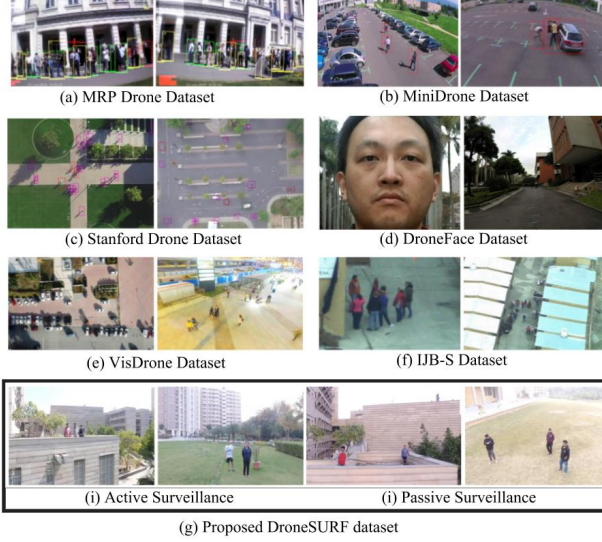 (a) MRP Drone Dataset
(b) MiniDrone Dataset
(c) Stanford Drone Dataset
(d) DroneFace Dataset
(e) VisDrone Dataset
(f) IJB-S Dataset
(i) Active Surveillance
(i) Passive Surveillance
(g) Proposed DroneSURF dataset